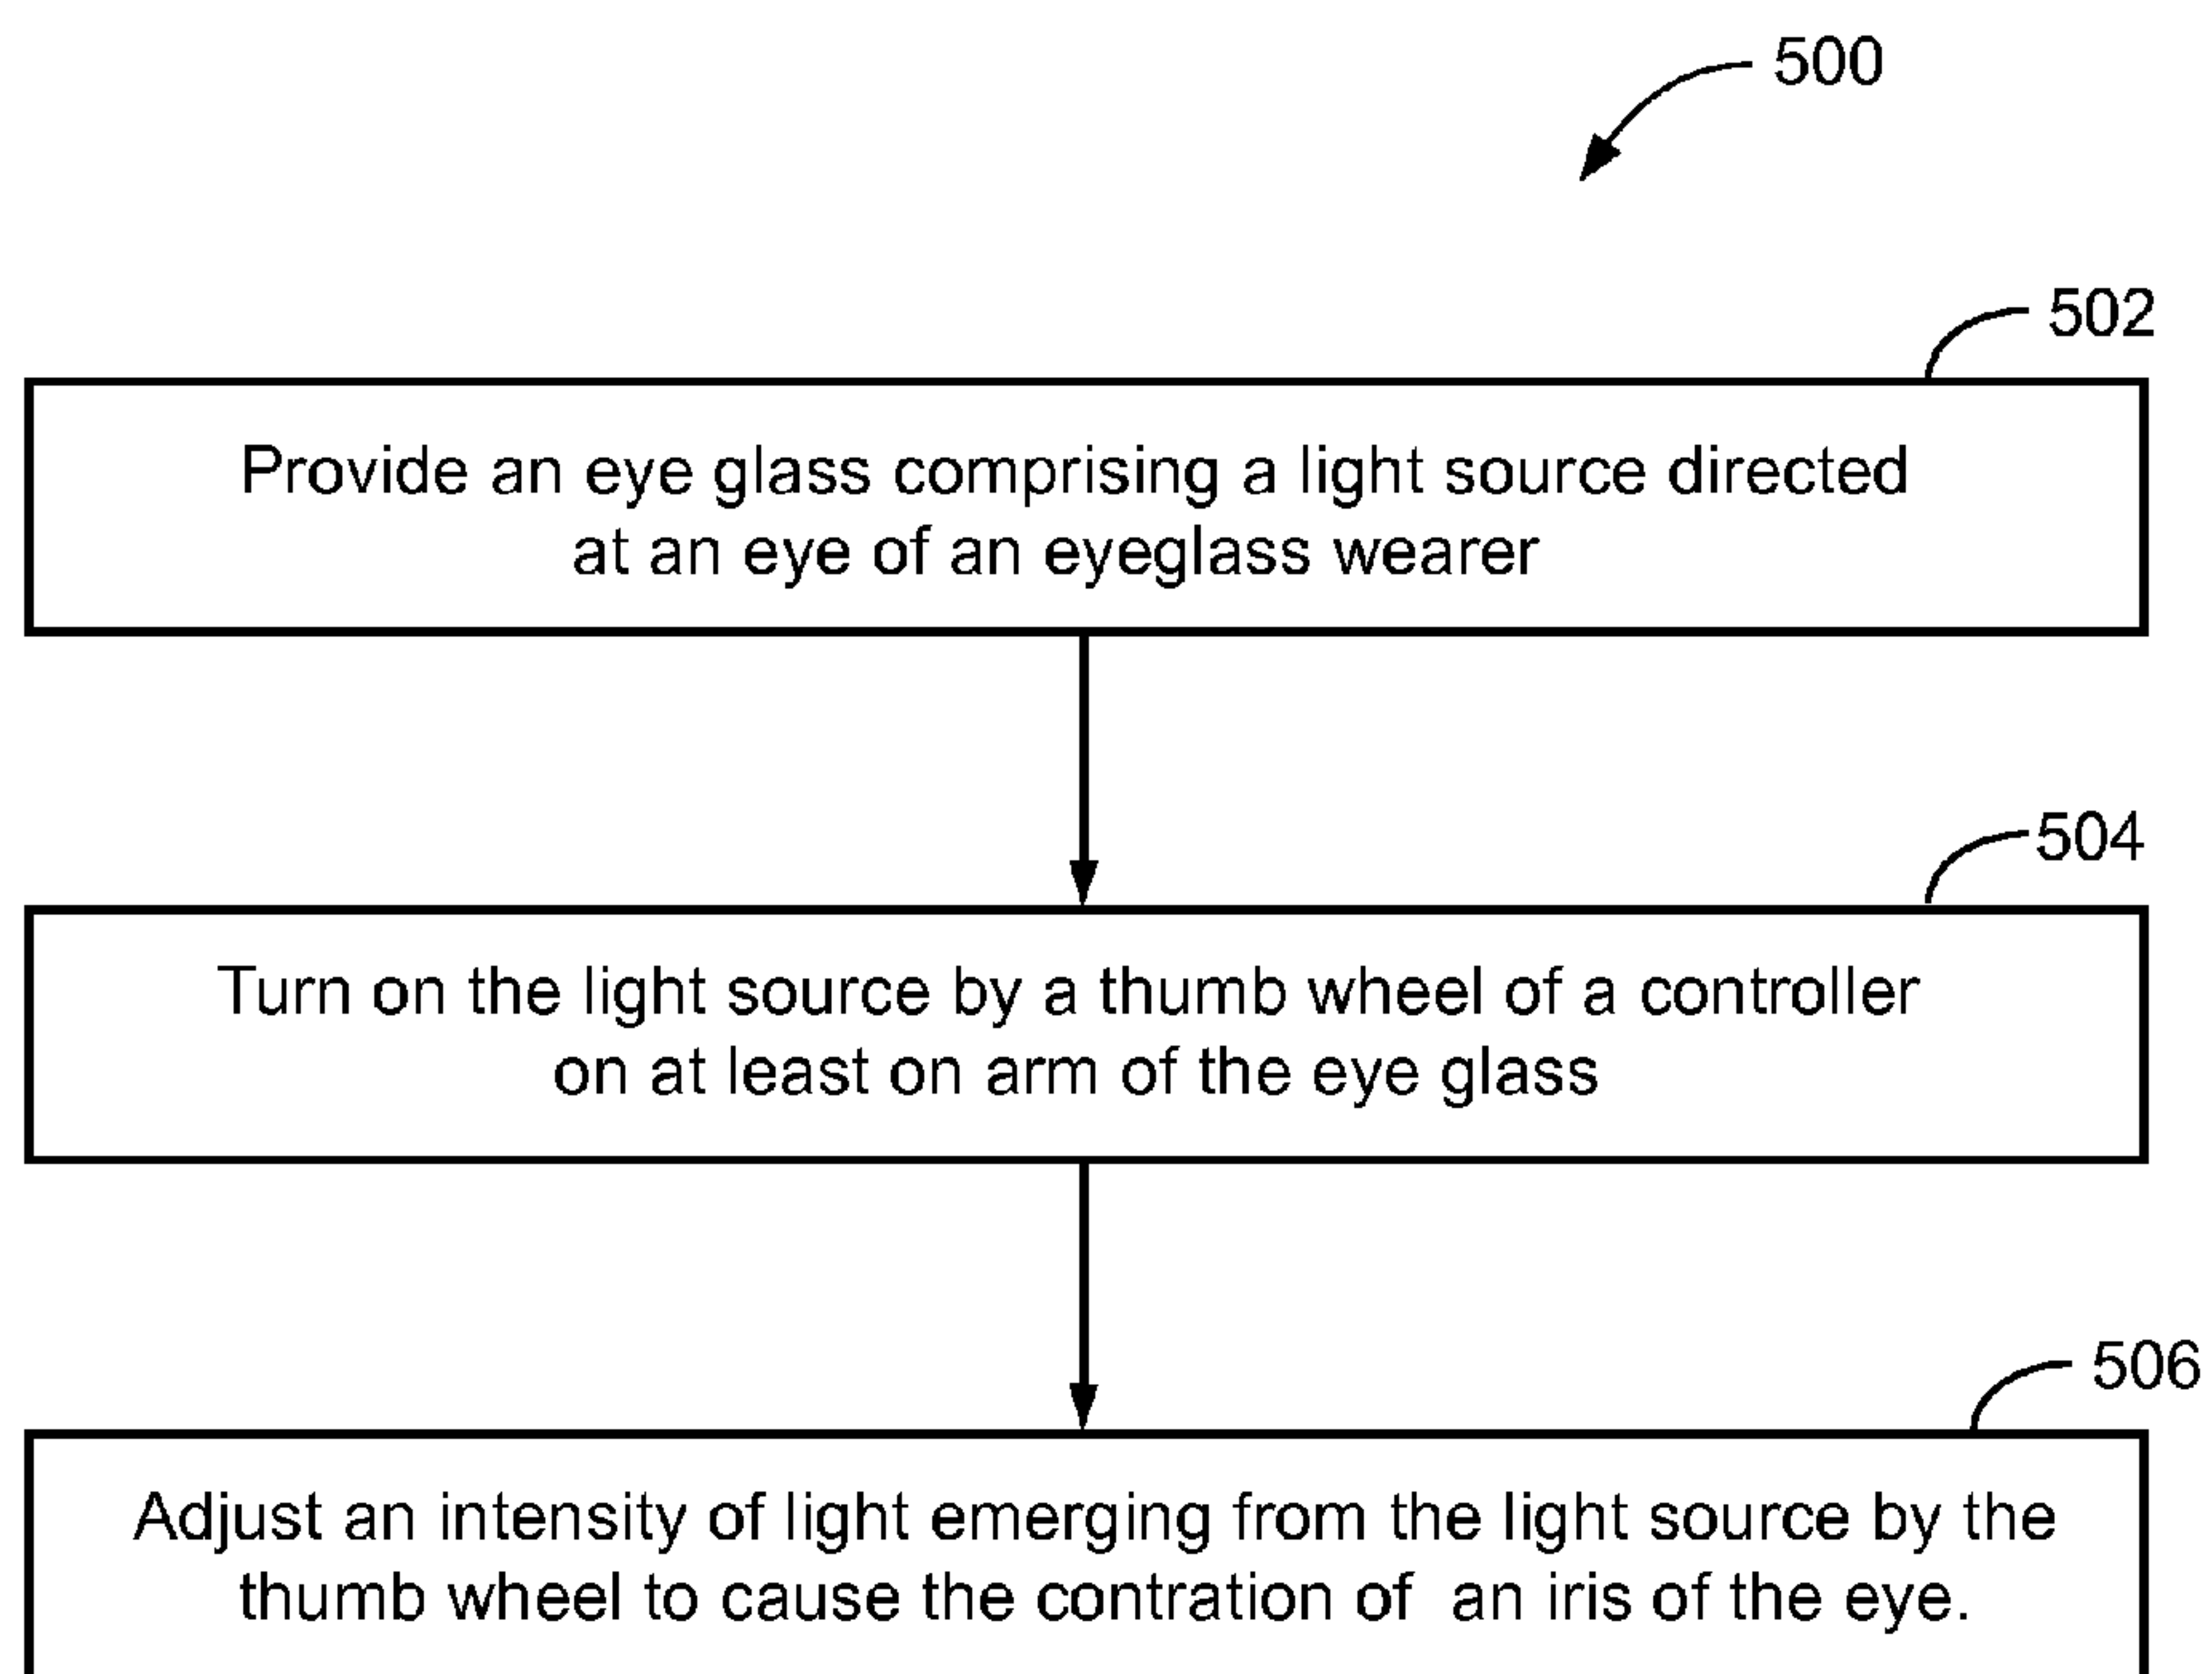 500
502
Provide an eye glass comprising a light source directed
at an eye of an eyeglass wearer
504
Turn on the light source by a thumb wheel of a controller
on at least on arm of the eye glass
506
Adjust an intensity of light emerging from the light source by the
thumb wheel to cause the contration of an iris of the eye.